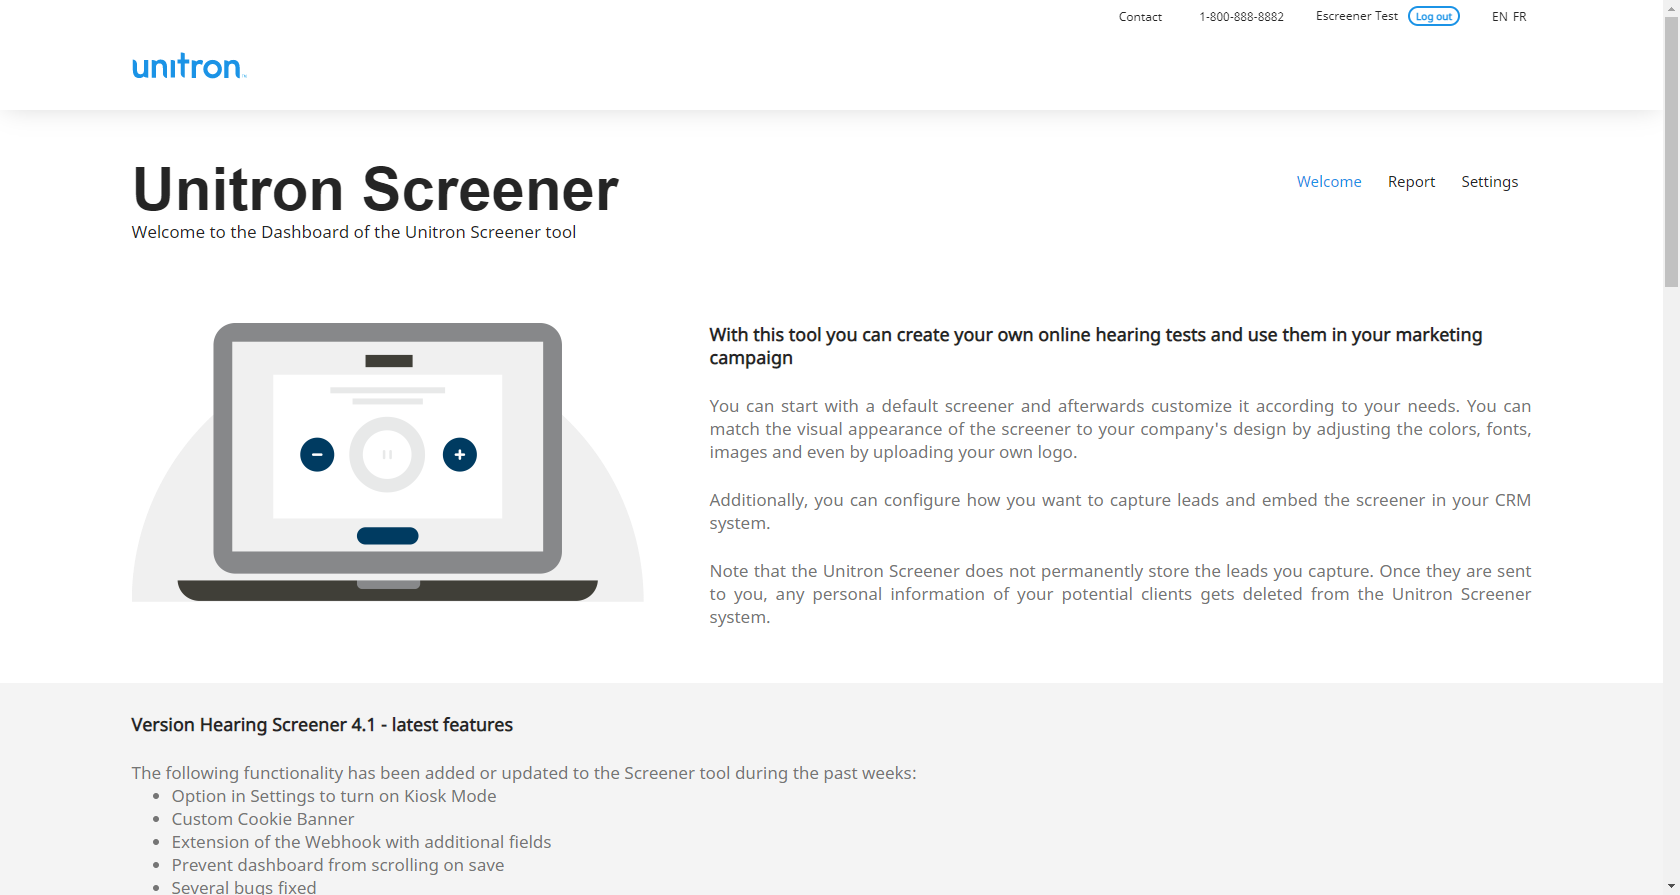 Contact 1-800-888-8882 Escreener Test Log out EN FR
unitron™
Unitron Screener
Welcome to the Dashboard of the Unitron Screener tool
Welcome Report Settings
With this tool you can create your own online hearing tests and use them in your marketing
campaign
You can start with a default screener and afterwards customize it according to your needs. You can
match the visual appearance of the screener to your company's design by adjusting the colors, fonts,
images and even by uploading your own logo.
Additionally, you can configure how you want to capture leads and embed the screener in your CRM
system.
Note that the Unitron Screener does not permanently store the leads you capture. Once they are sent
to you, any personal information of your potential clients gets deleted from the Unitron Screener
system.
Version Hearing Screener 4.1 - latest features
The following functionality has been added or updated to the Screener tool during the past weeks:
• Option in Settings to turn on Kiosk Mode
• Custom Cookie Banner
• Extension of the Webhook with additional fields
• Prevent dashboard from scrolling on save
• Several bugs fixed